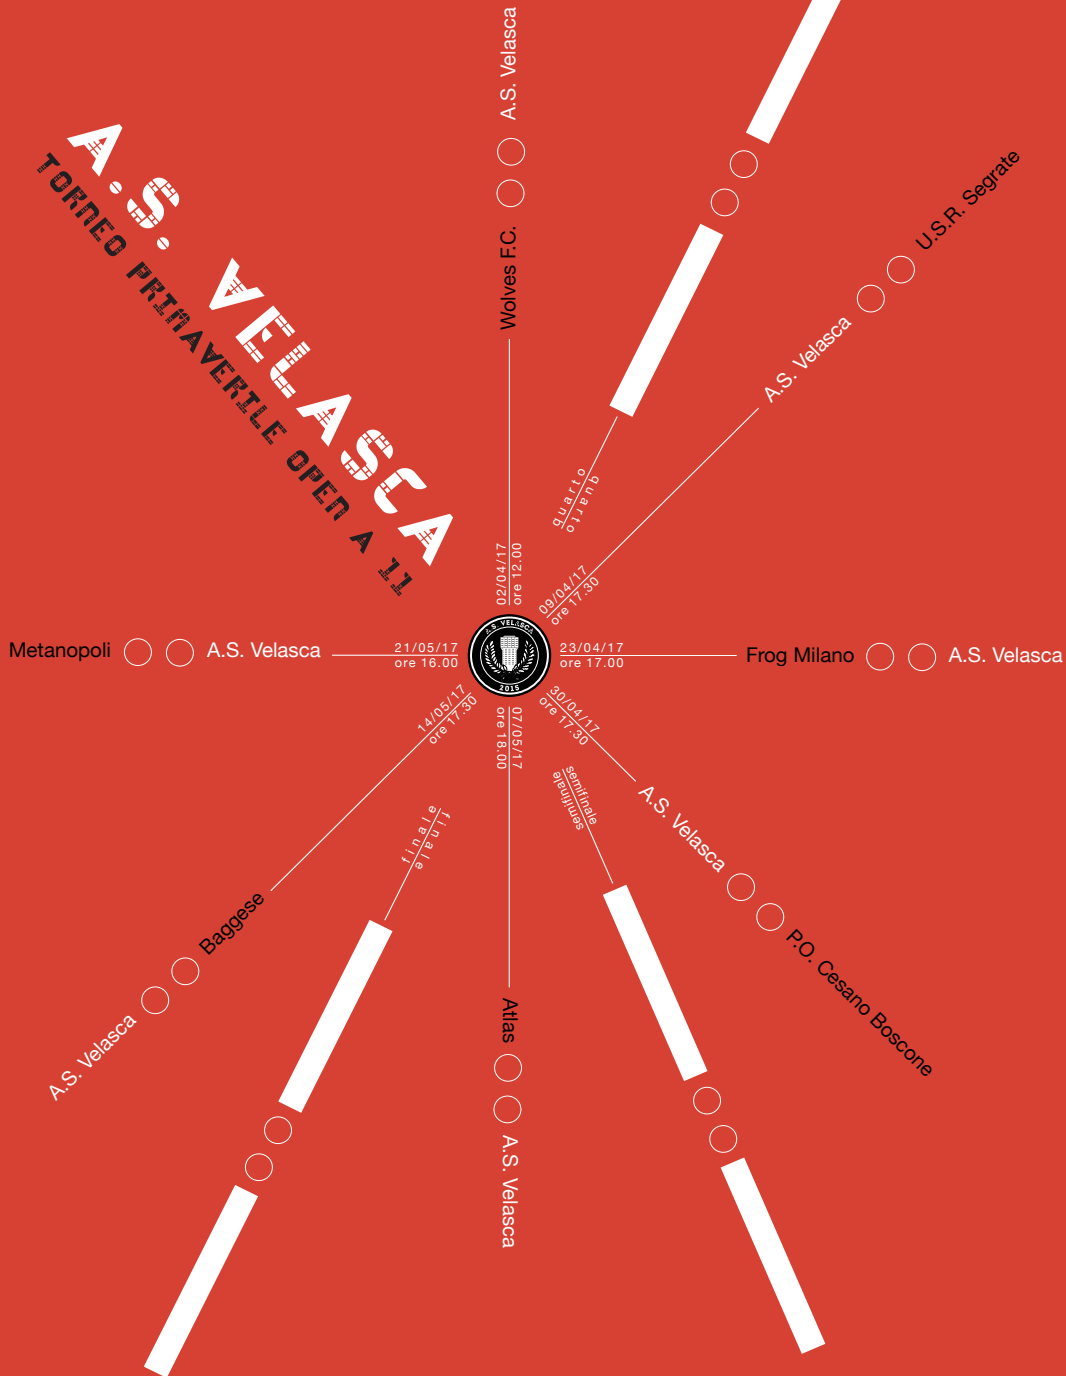 A.S. VELASCA
TORNEO PRIMAVERILE OPEN A 11
02/04/17
ore 12.00
Wolves F.C.
A.S. Velasca
quarto
quarto
09/04/17
ore 17.30
A.S. Velasca
U.S.R. Segrate
23/04/17
ore 17.00
Frog Milano
A.S. Velasca
30/04/17
ore 17.30
A.S. Velasca
P.O. Cesano Boscone
semifinale
semifinale
07/05/17
ore 18.00
Atlas
A.S. Velasca
finale
finale
14/05/17
ore 17.30
Baggese
A.S. Velasca
21/05/17
ore 16.00
Metanopoli
A.S. Velasca
A.S. VELASCA
2015